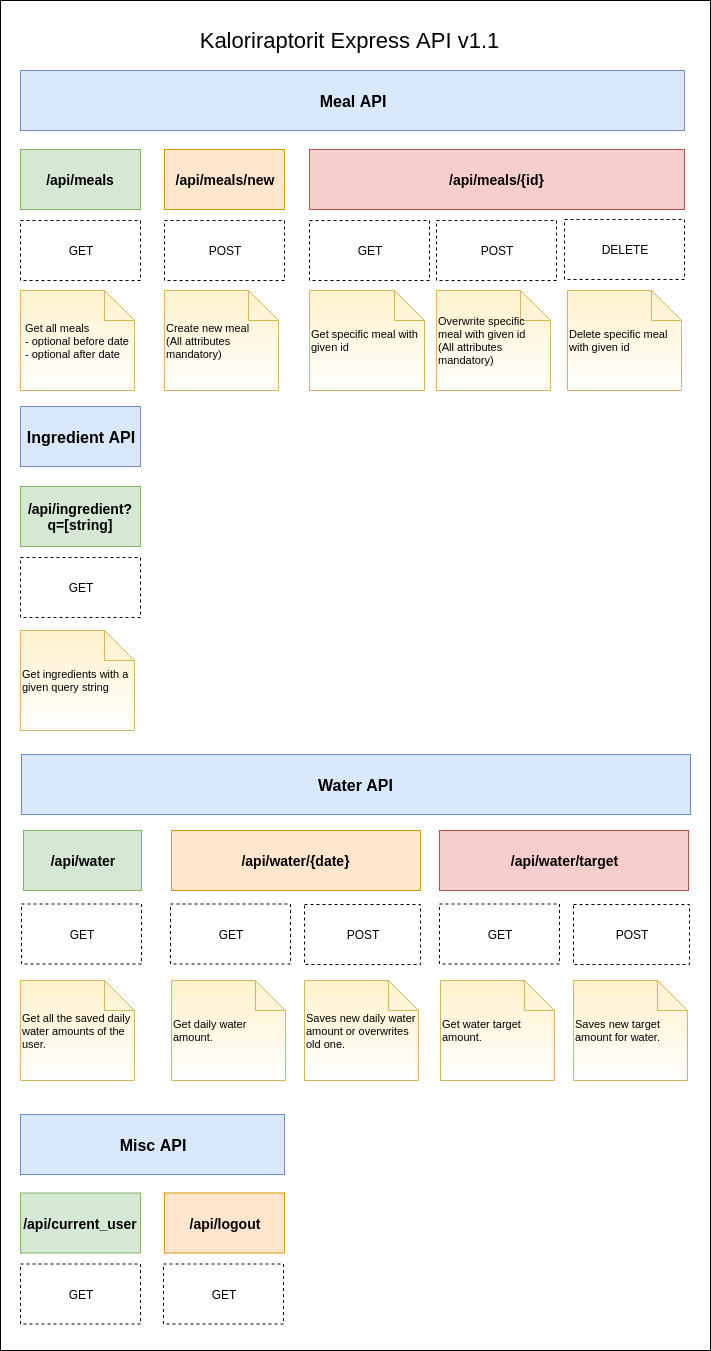 Kaloriraptorit Express API v1.1
Meal API
/api/meals
/api/meals/new
/api/meals/{id}
GET
POST
GET
POST
DELETE
Get all meals
- optional before date
- optional after date
Create new meal
(All attributes
mandatory)
Get specific meal with
given id
Overwrite specific
meal with given id
(All attributes
mandatory)
Delete specific meal
with given id
Ingredient API
/api/ingredient?
q=[string]
GET
Get ingredients with a
given query string
Water API
/api/water
/api/water/{date}
/api/water/target
GET
GET
POST
GET
POST
Get all the saved daily
water amounts of the
user.
Get daily water
amount.
Saves new daily water
amount or overwrites
old one.
Get water target
amount.
Saves new target
amount for water.
Misc API
/api/current_user
/api/logout
GET
GET